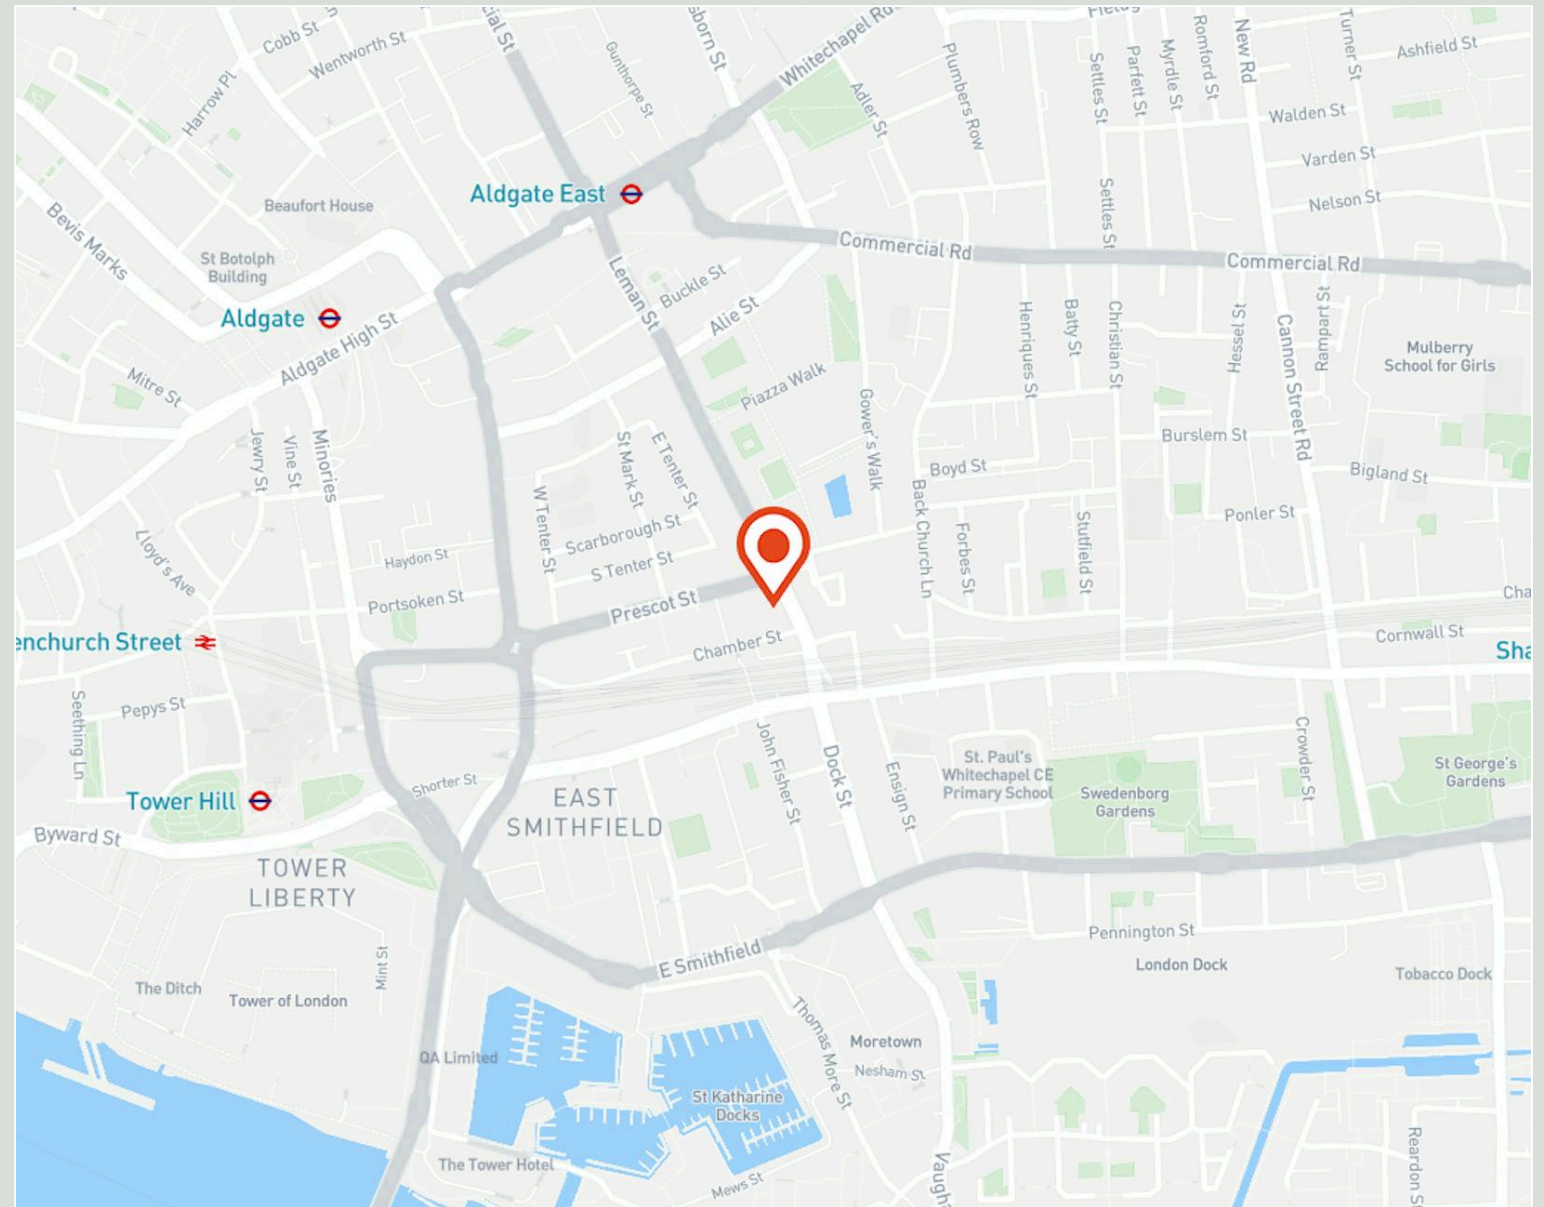 cial St
sborn St
Whitechapel Rd
Fieldg
New Rd
Romford St
Turner St
Cobb St
Wentworth St
Gunthorpe St
Plumbers Row
Settles St
Parfett St
Myrdle St
Ashfield St
Harrow Pl
Adler St
Walden St
Varden St
Aldgate East
Beaufort House
Settles St
Nelson St
Bevis Marks
St Botolph
Building
Commercial Rd
Commercial Rd
Leman St
Buckle St
Alie St
Aldgate
Aldgate High St
Henriques St
Batty St
Christian St
Hessel St
Cannon Street Rd
Rampart St
Mulberry
School for Girls
Mitre St
Piazza Walk
Gower's Walk
Jewry St
Vine St
Minories
St Mark St
E Tenter St
Burslem St
Boyd St
Bigland St
W Tenter St
Back Church Ln
Forbes St
Stutfield St
Ponler St
Scarborough St
Lloyd's Ave
Haydon St
S Tenter St
Portsoken St
Prescot St
Cha
enchurch Street
Chamber St
Cornwall St
Sha
Seething Ln
Pepys St
John Fisher St
Dock St
Ensign St
St. Paul's
Whitechapel CE
Primary School
Crowder St
St George's
Gardens
Swedenborg
Gardens
Tower Hill
Shorter St
EAST
SMITHFIELD
Byward St
TOWER
LIBERTY
Pennington St
E Smithfield
London Dock
Tobacco Dock
Mint St
The Ditch
Tower of London
Thomas More St
Moretown
QA Limited
Nesham St
St Katharine
Docks
The Tower Hotel
Mews St
Vaugha
Reardon St